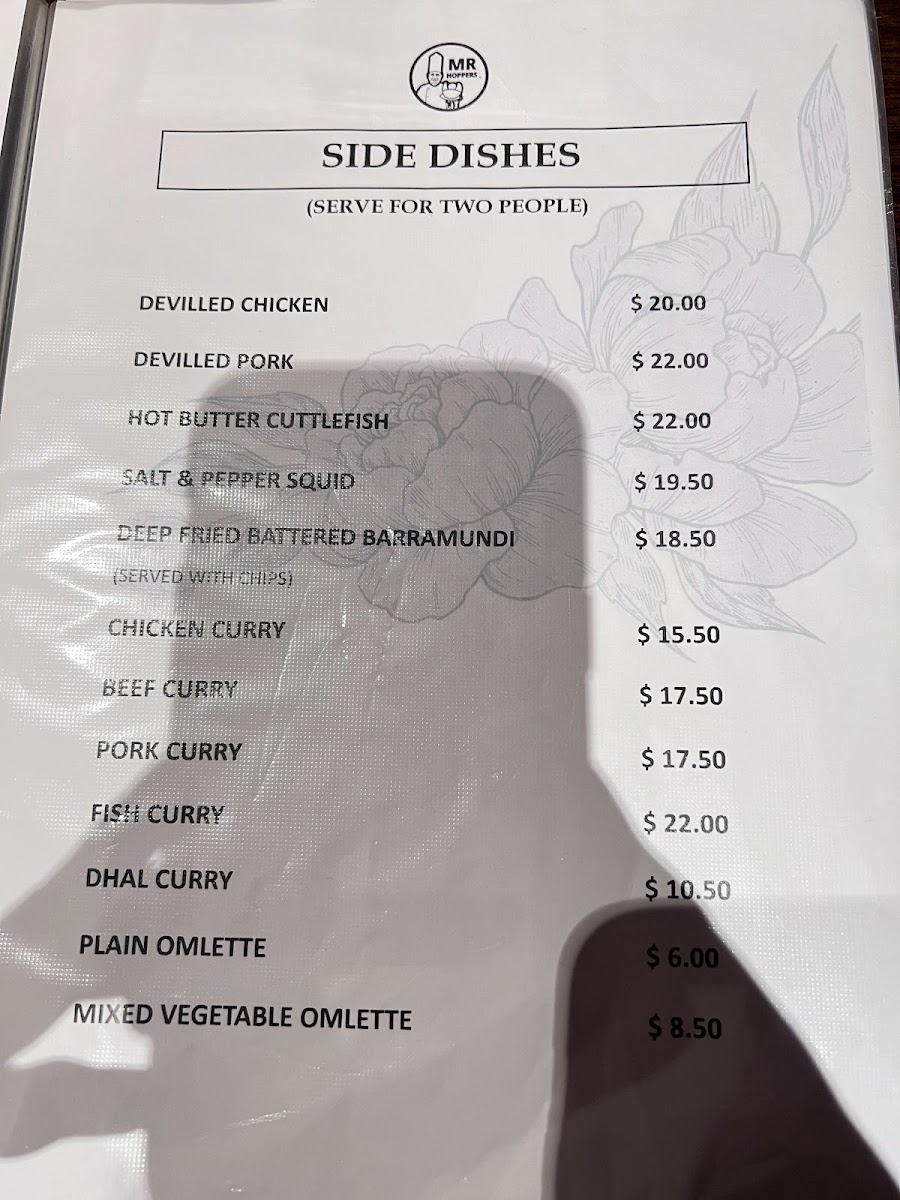 MR
HOPPERS
SIDE DISHES
(SERVE FOR TWO PEOPLE)
DEVILLED CHICKEN $ 20.00
DEVILLED PORK $ 22.00
HOT BUTTER CUTTLEFISH $ 22.00
SALT & PEPPER SQUID $ 19.50
DEEP FRIED BATTERED BARRAMUNDI $ 18.50
(SERVED WITH CHIPS)
CHICKEN CURRY $ 15.50
BEEF CURRY $ 17.50
PORK CURRY $ 17.50
FISH CURRY $ 22.00
DHAL CURRY $ 10.50
PLAIN OMLETTE $ 6.00
MIXED VEGETABLE OMLETTE $ 8.50